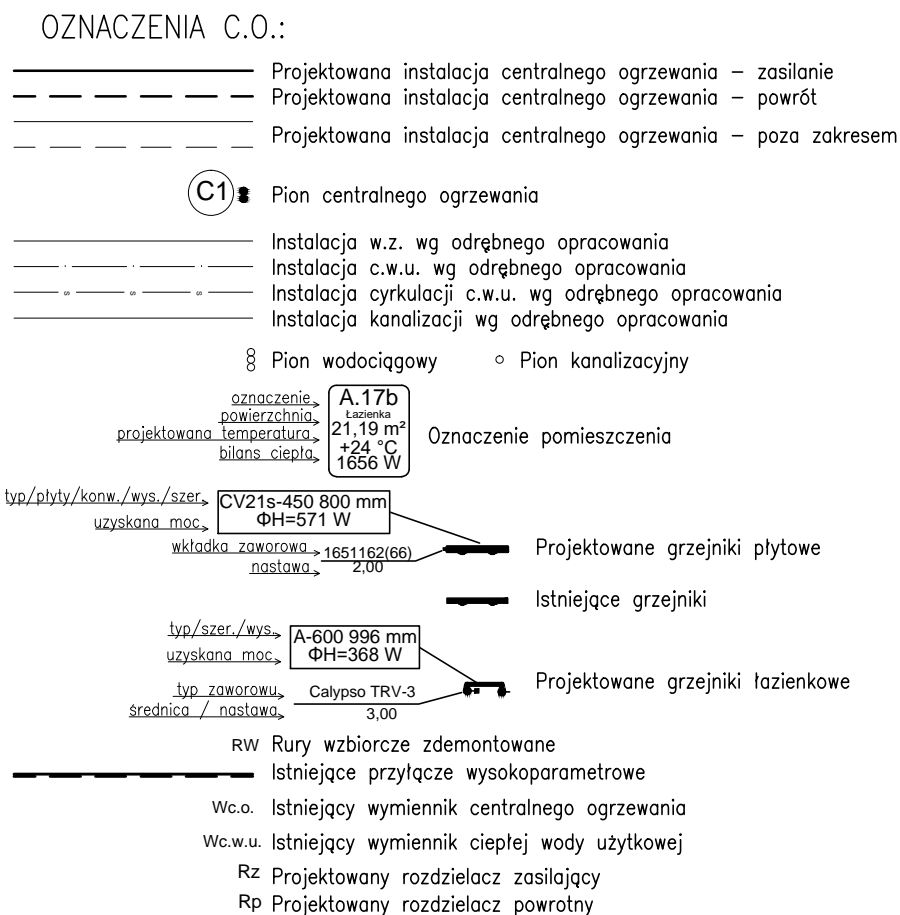 OZNACZENIA C.O.:
Projektowana instalacja centralnego ogrzewania – zasilanie
Projektowana instalacja centralnego ogrzewania – powrót
Projektowana instalacja centralnego ogrzewania – poza zakresem
C1 Pion centralnego ogrzewania
Instalacja w.z. wg odrębnego opracowania
Instalacja c.w.u. wg odrębnego opracowania
s s s Instalacja cyrkulacji c.w.u. wg odrębnego opracowania
Instalacja kanalizacji wg odrębnego opracowania
Pion wodociągowy Pion kanalizacyjny
oznaczenie A.17b
Łazienka
powierzchnia 21,19 m²
projektowana temperatura +24 °C
bilans ciepła 1656 W
Oznaczenie pomieszczenia
typ/płyty/konw./wys./szer. CV21s-450 800 mm
uzyskana moc ΦH=571 W
wkładka zaworowa 1651162(66)
nastawa 2,00
Projektowane grzejniki płytowe
Istniejące grzejniki
typ/szer./wys. A-600 996 mm
uzyskana moc ΦH=368 W
typ zaworowu Calypso TRV-3
średnica / nastawa 3,00
Projektowane grzejniki łazienkowe
RW Rury wzbiorcze zdemontowane
Istniejące przyłącze wysokoparametrowe
Wc.o. Istniejący wymiennik centralnego ogrzewania
Wc.w.u. Istniejący wymiennik ciepłej wody użytkowej
Rz Projektowany rozdzielacz zasilający
Rp Projektowany rozdzielacz powrotny